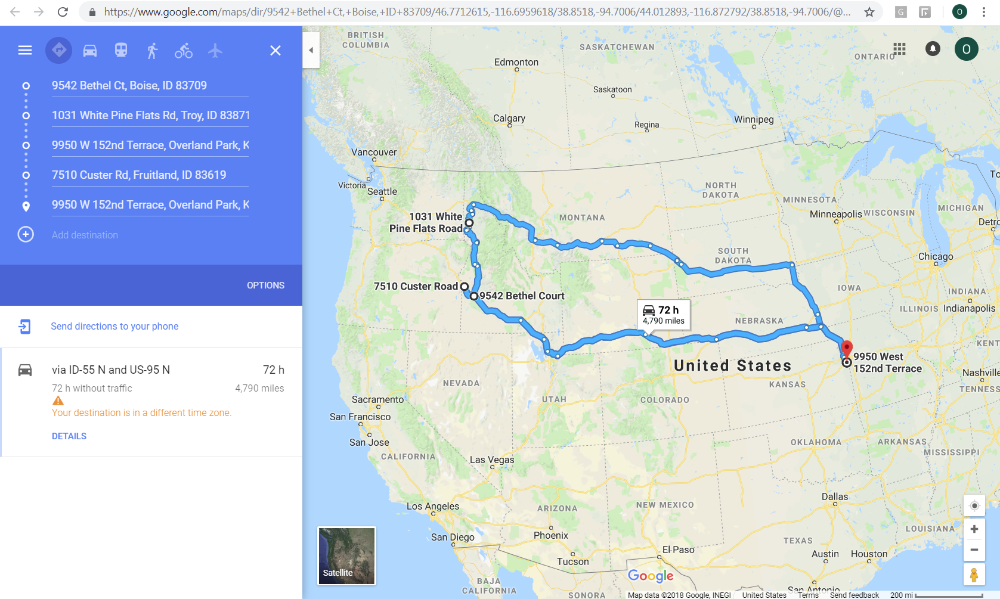 https://www.google.com/maps/dir/9542+Bethel+Ct,+Boise,+ID+83709/46.7712615,-116.6959618/38.8518,-94.7006/44.012893,-116.872792/38.8518,-94.7006/@...
O
9542 Bethel Ct, Boise, ID 83709
1031 White Pine Flats Rd, Troy, ID 83871
9950 W 152nd Terrace, Overland Park, K
7510 Custer Rd, Fruitland, ID 83619
9950 W 152nd Terrace, Overland Park, K
Add destination
OPTIONS
Send directions to your phone
via ID-55 N and US-95 N
72 h
72 h without traffic
4,790 miles
Your destination is in a different time zone.
DETAILS
BRITISH
COLUMBIA
SASKATCHEWAN
ONTARIO
O
Edmonton
Saskatoon
Calgary
Regina
Winnipeg
Vancouver
Victoria
Seattle
NORTH
DAKOTA
MINNESOTA
Minneapolis
WISCONSIN
MICHIGAN
To
Detro
1031 White
Pine Flats Road
MONTANA
SOUTH
DAKOTA
Chicago
7510 Custer Road
9542 Bethel Court
IOWA
INDIANA
ILLINOIS
Indianapolis
72 h
4,790 miles
NEBRASKA
KENT
9950 West
152nd Terrace
United States
Nashville
TENNES
NEVADA
KANSAS
UTAH
COLORADO
Sacramento
San Francisco
San Jose
CALIFORNIA
Las Vegas
OKLAHOMA
ARKANSAS
MISSISSIPPI
Los Angeles
ARIZONA
NEW MEXICO
Dallas
San Diego
Phoenix
LOUISIANA
TEXAS
Tucson
El Paso
Austin
Houston
San Antonio
BAJA
CALIFORNIA
SONORA
Satellite
Google
Map data ©2018 Google, INEGI
United States
Terms
Send feedback
200 mi